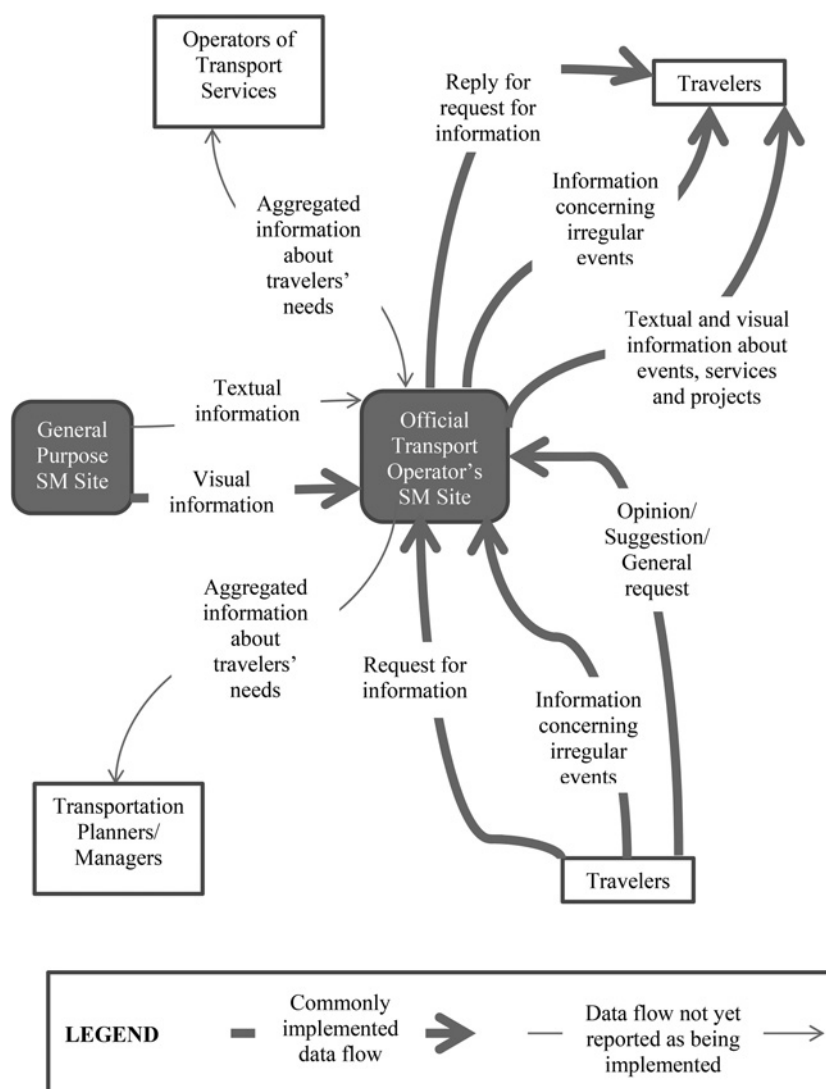 Operators of
Transport
Services
Travelers
Reply for
request for
information
Information
concerning
irregular
events
Aggregated
information
about
travelers’
needs
Textual and visual
information about
events, services
and projects
Textual
information
General
Purpose
SM Site
Official
Transport
Operator’s
SM Site
Visual
information
Opinion/
Suggestion/
General
request
Aggregated
information
about
travelers’
needs
Request for
information
Information
concerning
irregular
events
Transportation
Planners/
Managers
Travelers
LEGEND
Commonly
implemented
data flow
Data flow not yet
reported as being
implemented